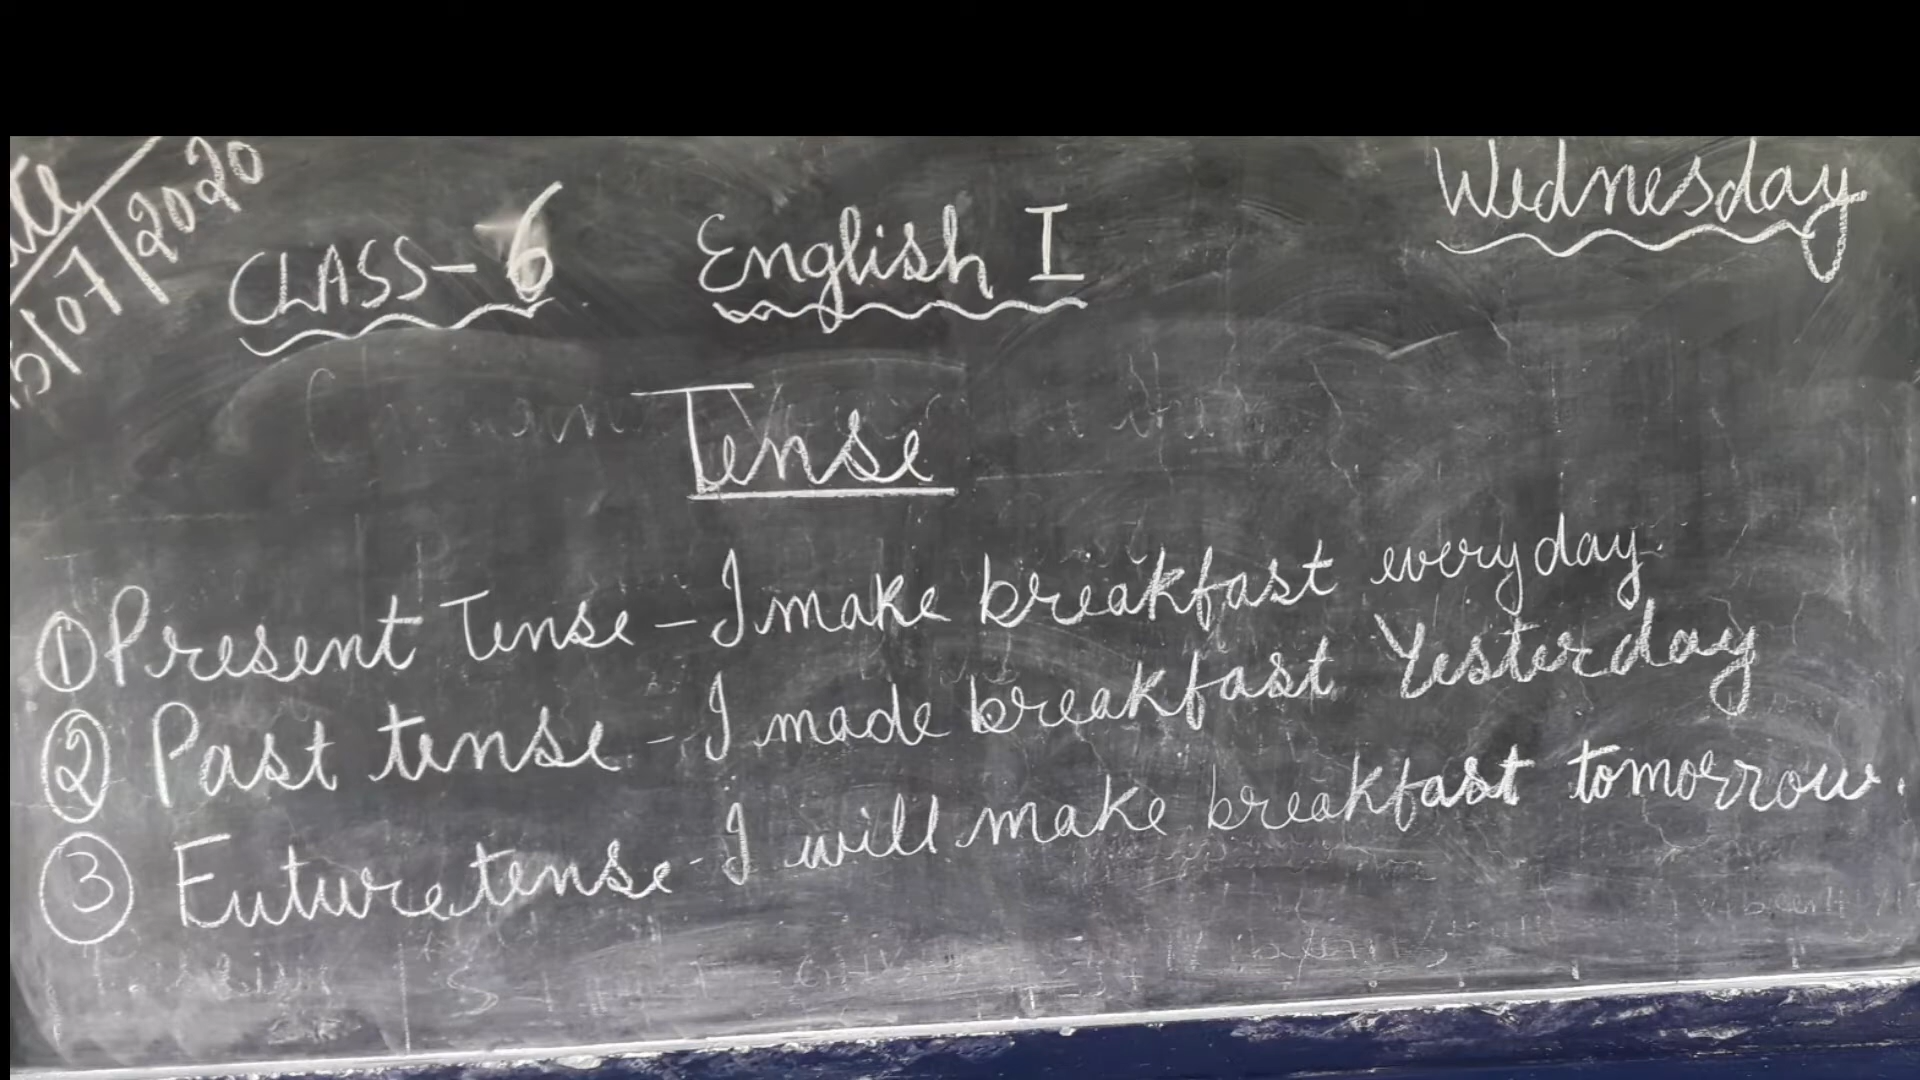 /07/2020
Wednesday
CLASS-6 English I
Tense
① Present Tense - I make breakfast everyday.
② Past tense - I made breakfast Yesterday
③ Future tense - I will make breakfast tomorrow.